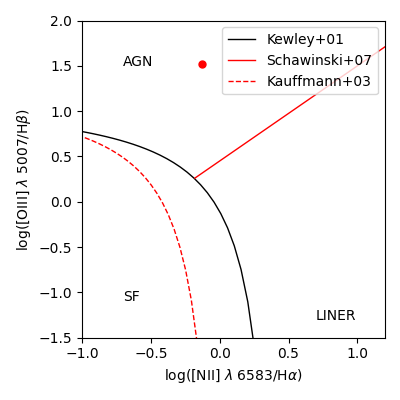 2.0
1.5
1.0
0.5
0.0
−0.5
−1.0
−1.5
log([OIII] λ 5007/Hβ)
AGN
Kewley+01
Schawinski+07
Kauffmann+03
SF
LINER
−1.0 −0.5 0.0 0.5 1.0
log([NII] λ 6583/Hα)